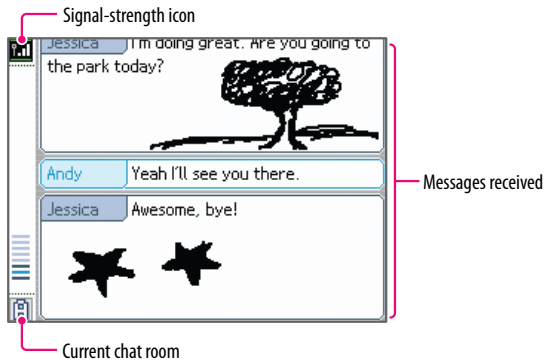 Signal-strength icon
Jessica I'm doing great. Are you going to
the park today?
Andy Yeah I'll see you there.
Messages received
Jessica Awesome, bye!
Current chat room